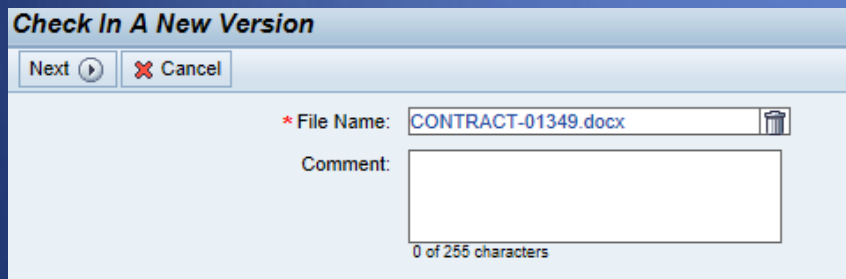 Check In A New Version
Next Cancel
* File Name: CONTRACT-01349.docx
Comment:
0 of 255 characters